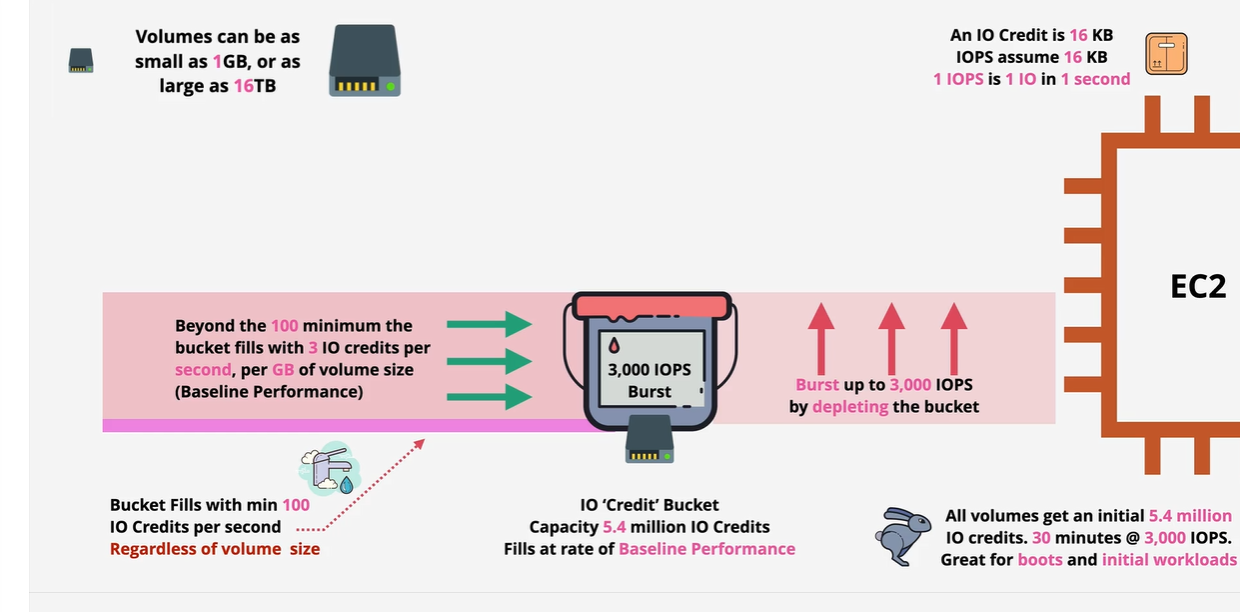 Volumes can be as
small as 1GB, or as
large as 16TB
An IO Credit is 16 KB
IOPS assume 16 KB
1 IOPS is 1 IO in 1 second
EC2
Beyond the 100 minimum the
bucket fills with 3 IO credits per
second, per GB of volume size
(Baseline Performance)
3,000 IOPS
Burst
Burst up to 3,000 IOPS
by depleting the bucket
Bucket Fills with min 100
IO Credits per second
Regardless of volume size
IO ‘Credit’ Bucket
Capacity 5.4 million IO Credits
Fills at rate of Baseline Performance
All volumes get an initial 5.4 million
IO credits. 30 minutes @ 3,000 IOPS.
Great for boots and initial workloads